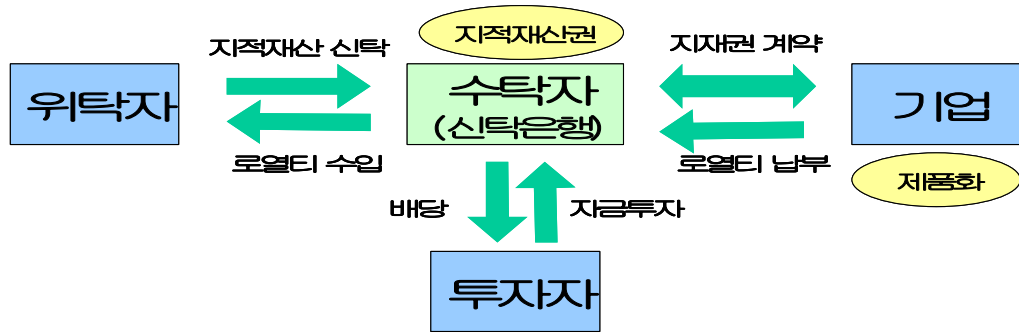 지적재산권
지적재산 신탁
지재권 계약
위탁자
수탁자
(신탁은행)
기업
로열티 수입
로열티 납부
제품화
배당
자금투자
투자자